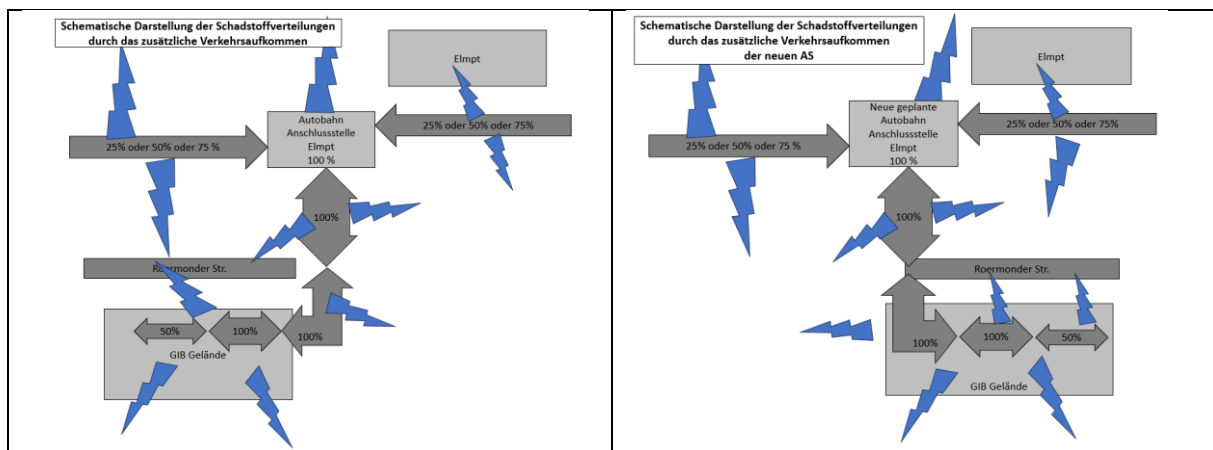 Schematische Darstellung der Schadstoffverteilungen
durch das zusätzliche Verkehrsaufkommen
Elmpt
Autobahn
Anschlussstelle
Elmpt
100 %
25% oder 50% oder 75 %
25% oder 50% oder 75%
100%
Roermonder Str.
50%
100%
100%
GIB Gelände
Schematische Darstellung der Schadstoffverteilungen
durch das zusätzliche Verkehrsaufkommen
der neuen AS
Elmpt
Neue geplante
Autobahn
Anschlussstelle
Elmpt
100 %
25% oder 50% oder 75 %
25% oder 50% oder 75%
100%
Roermonder Str.
100%
100%
50%
GIB Gelände